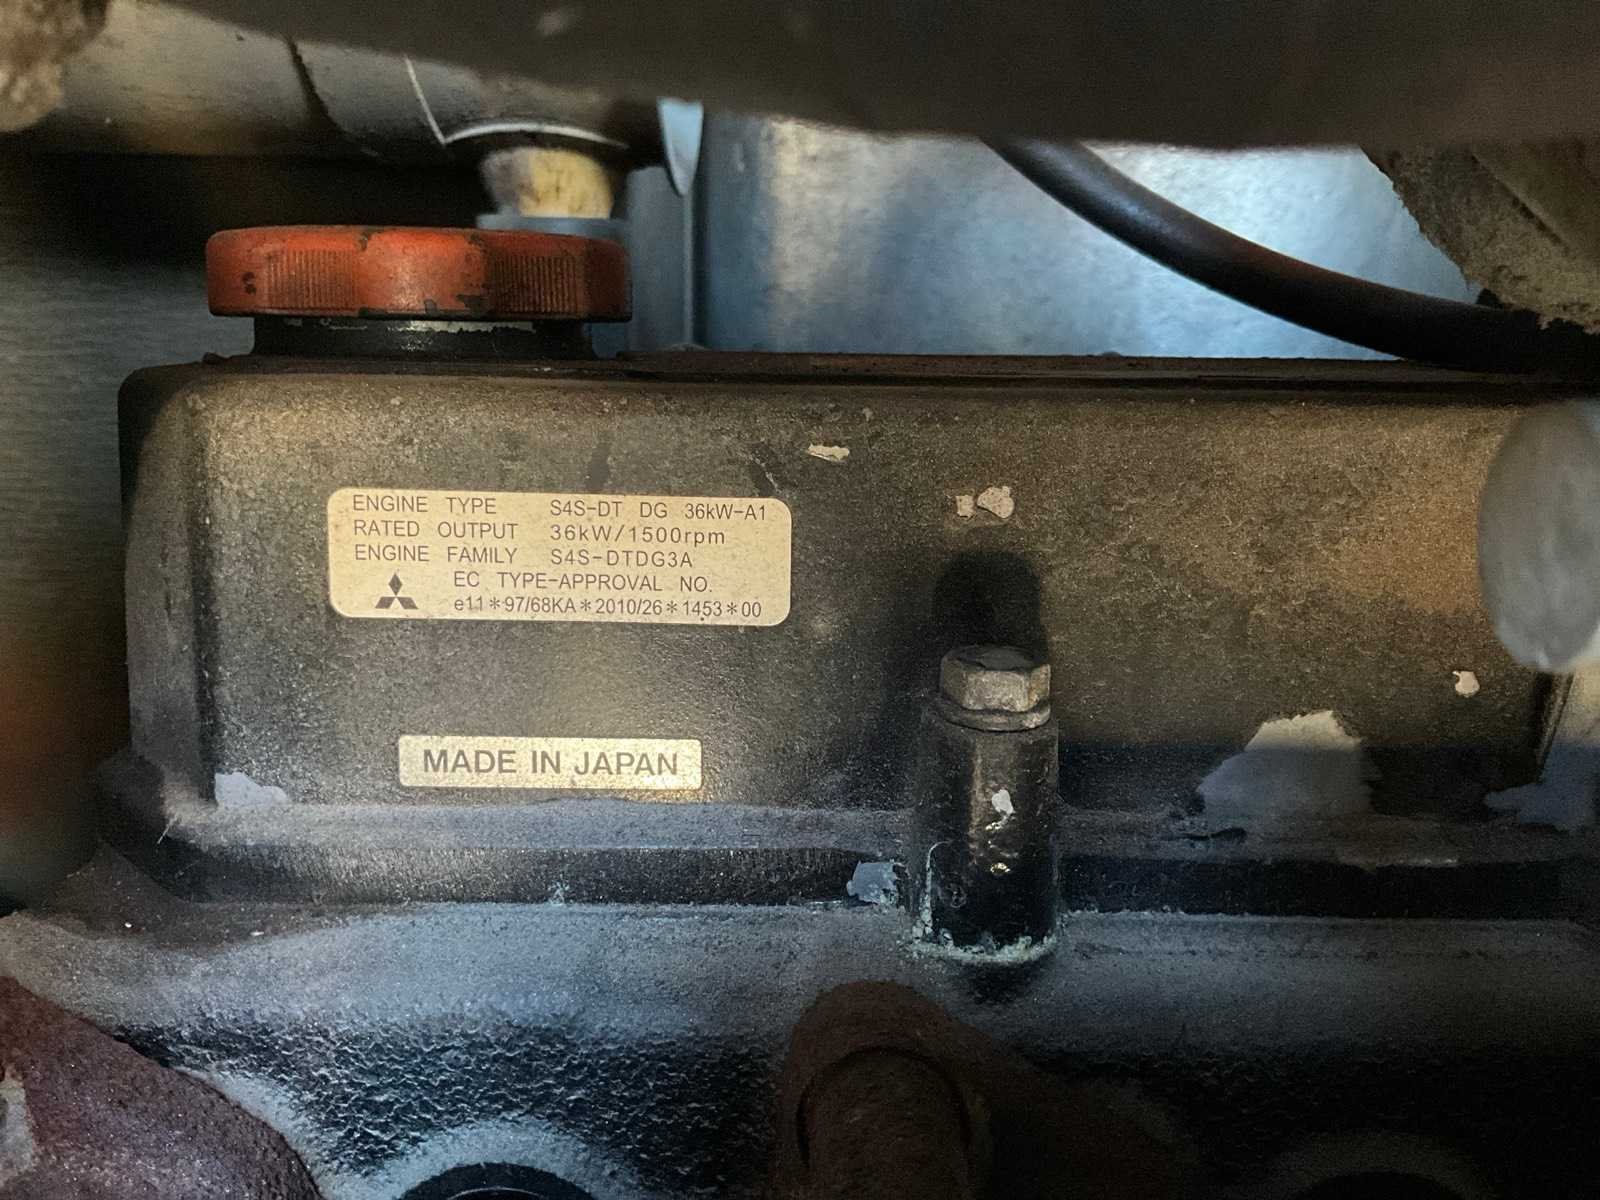 ENGINE TYPE S4S-DT DG 36kW-A1
RATED OUTPUT 36kW/1500rpm
ENGINE FAMILY S4S-DTDG3A
EC TYPE-APPROVAL NO.
e11*97/68KA*2010/26*1453*00
MADE IN JAPAN